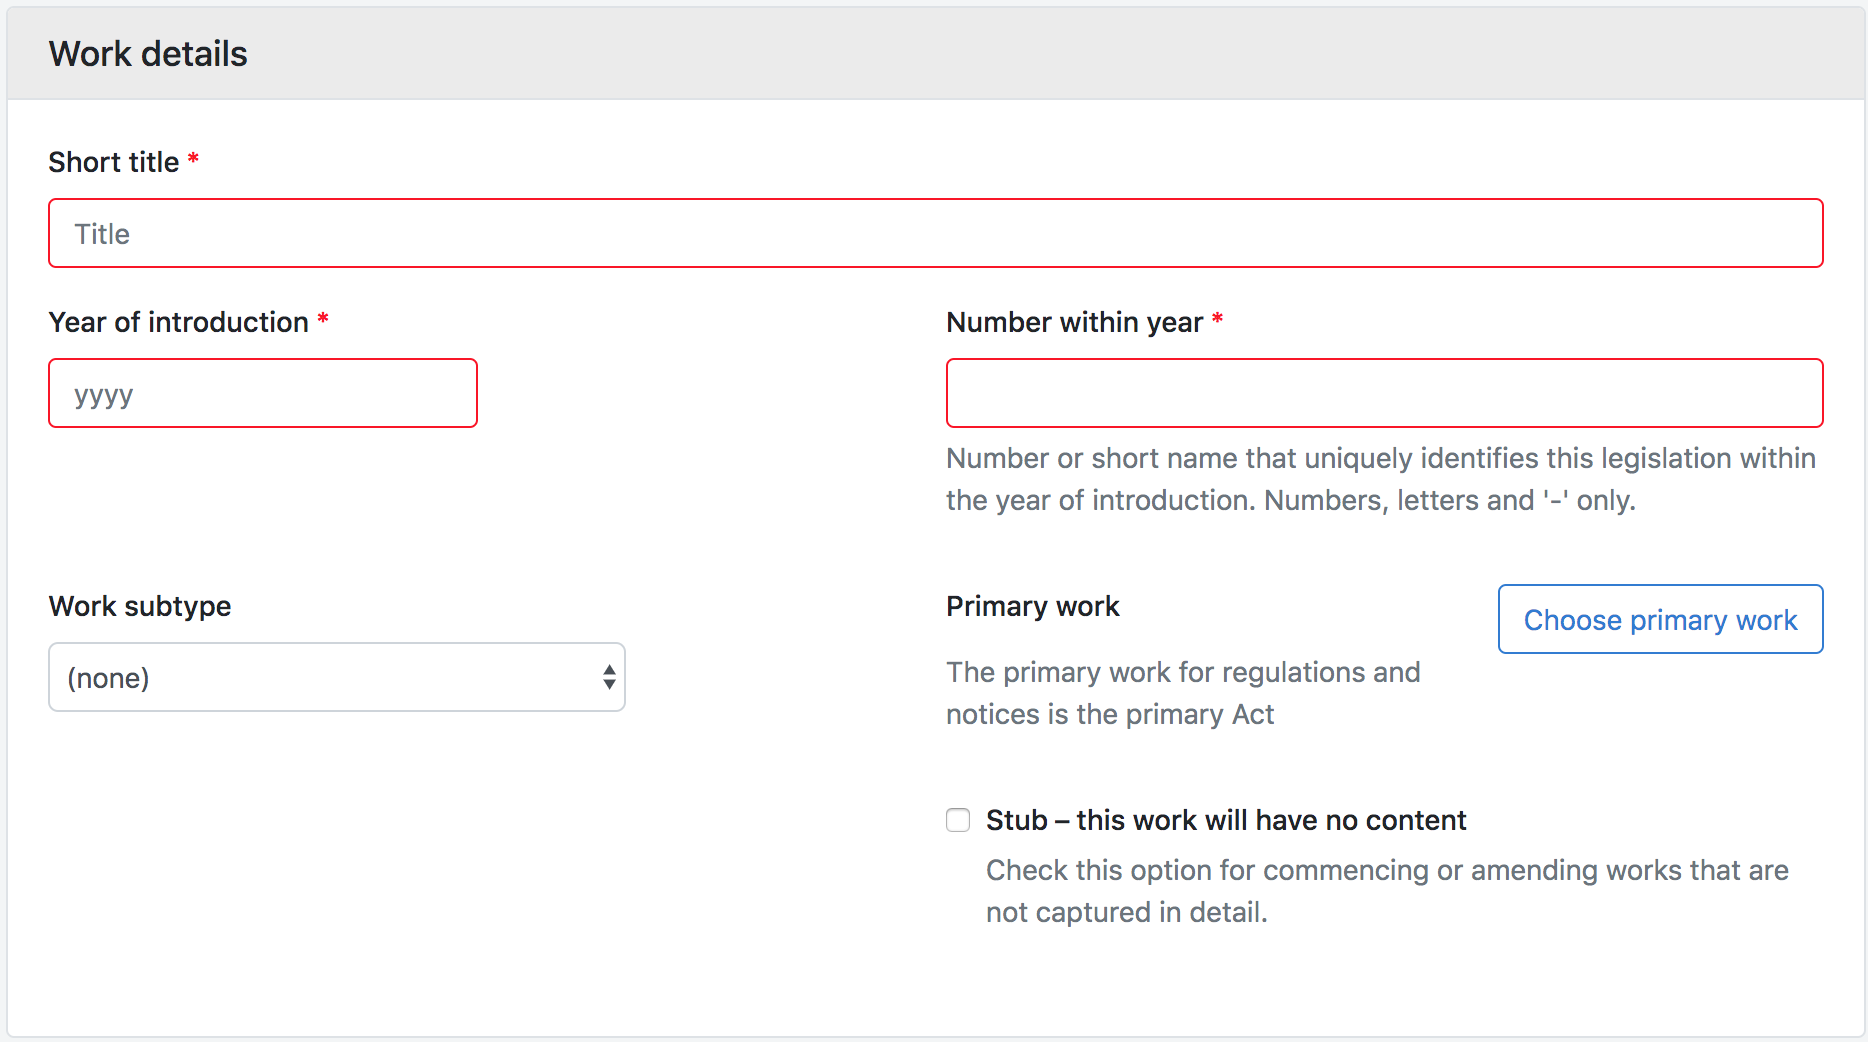 Work details
Short title *
Title
Year of introduction *
yyyy
Number within year *
Number or short name that uniquely identifies this legislation within
the year of introduction. Numbers, letters and '-' only.
Work subtype
(none)
Primary work
Choose primary work
The primary work for regulations and
notices is the primary Act
Stub – this work will have no content
Check this option for commencing or amending works that are
not captured in detail.